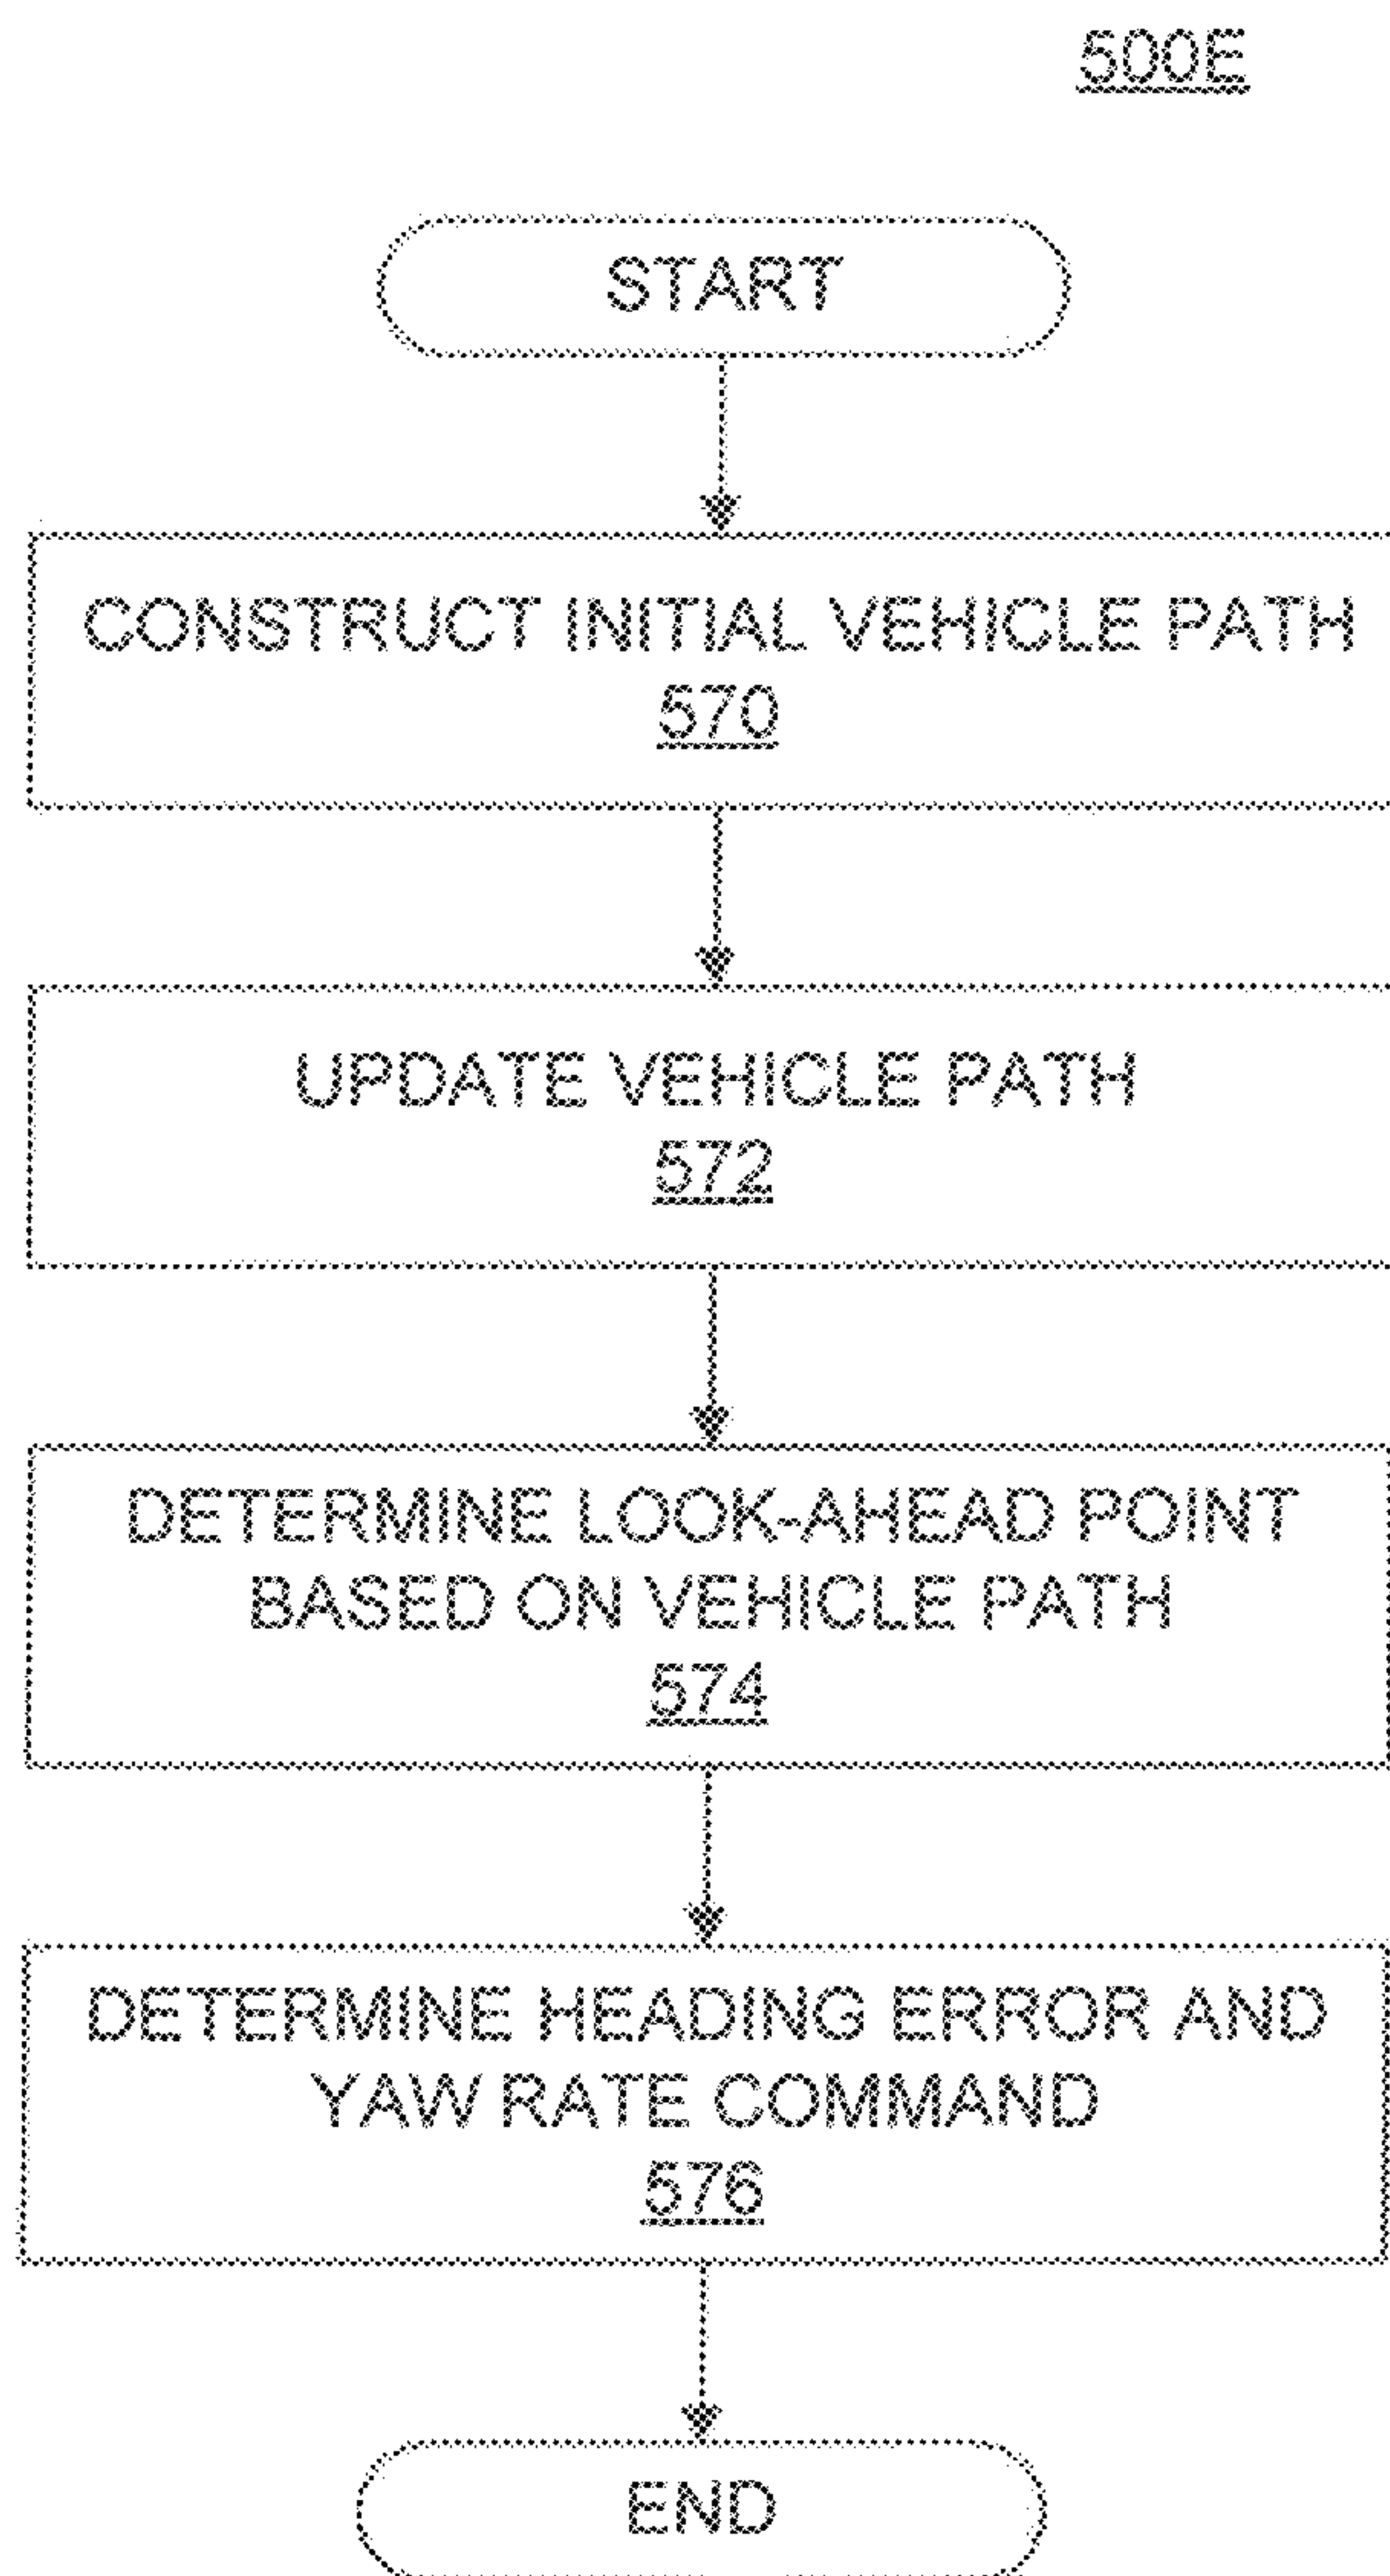 500E
START
CONSTRUCT INITIAL VEHICLE PATH
570
UPDATE VEHICLE PATH
572
DETERMINE LOOK-AHEAD POINT
BASED ON VEHICLE PATH
574
DETERMINE HEADING ERROR AND
YAW RATE COMMAND
576
END